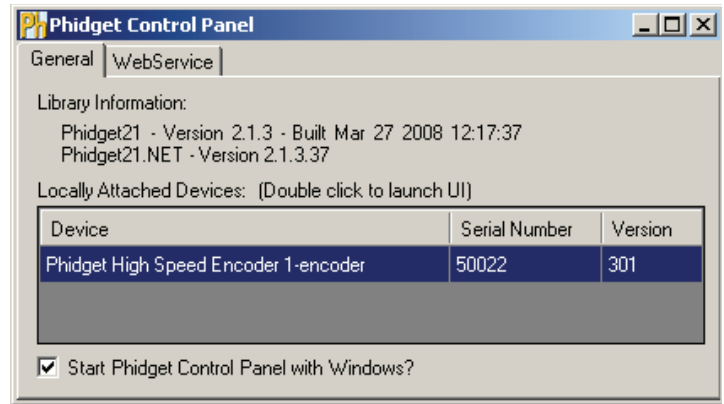 Ph Phidget Control Panel
General WebService
Library Information:
Phidget21 - Version 2.1.3 - Built Mar 27 2008 12:17:37
Phidget21.NET - Version 2.1.3.37
Locally Attached Devices: (Double click to launch UI)
Device Serial Number Version
Phidget High Speed Encoder 1-encoder 50022 301
Start Phidget Control Panel with Windows?